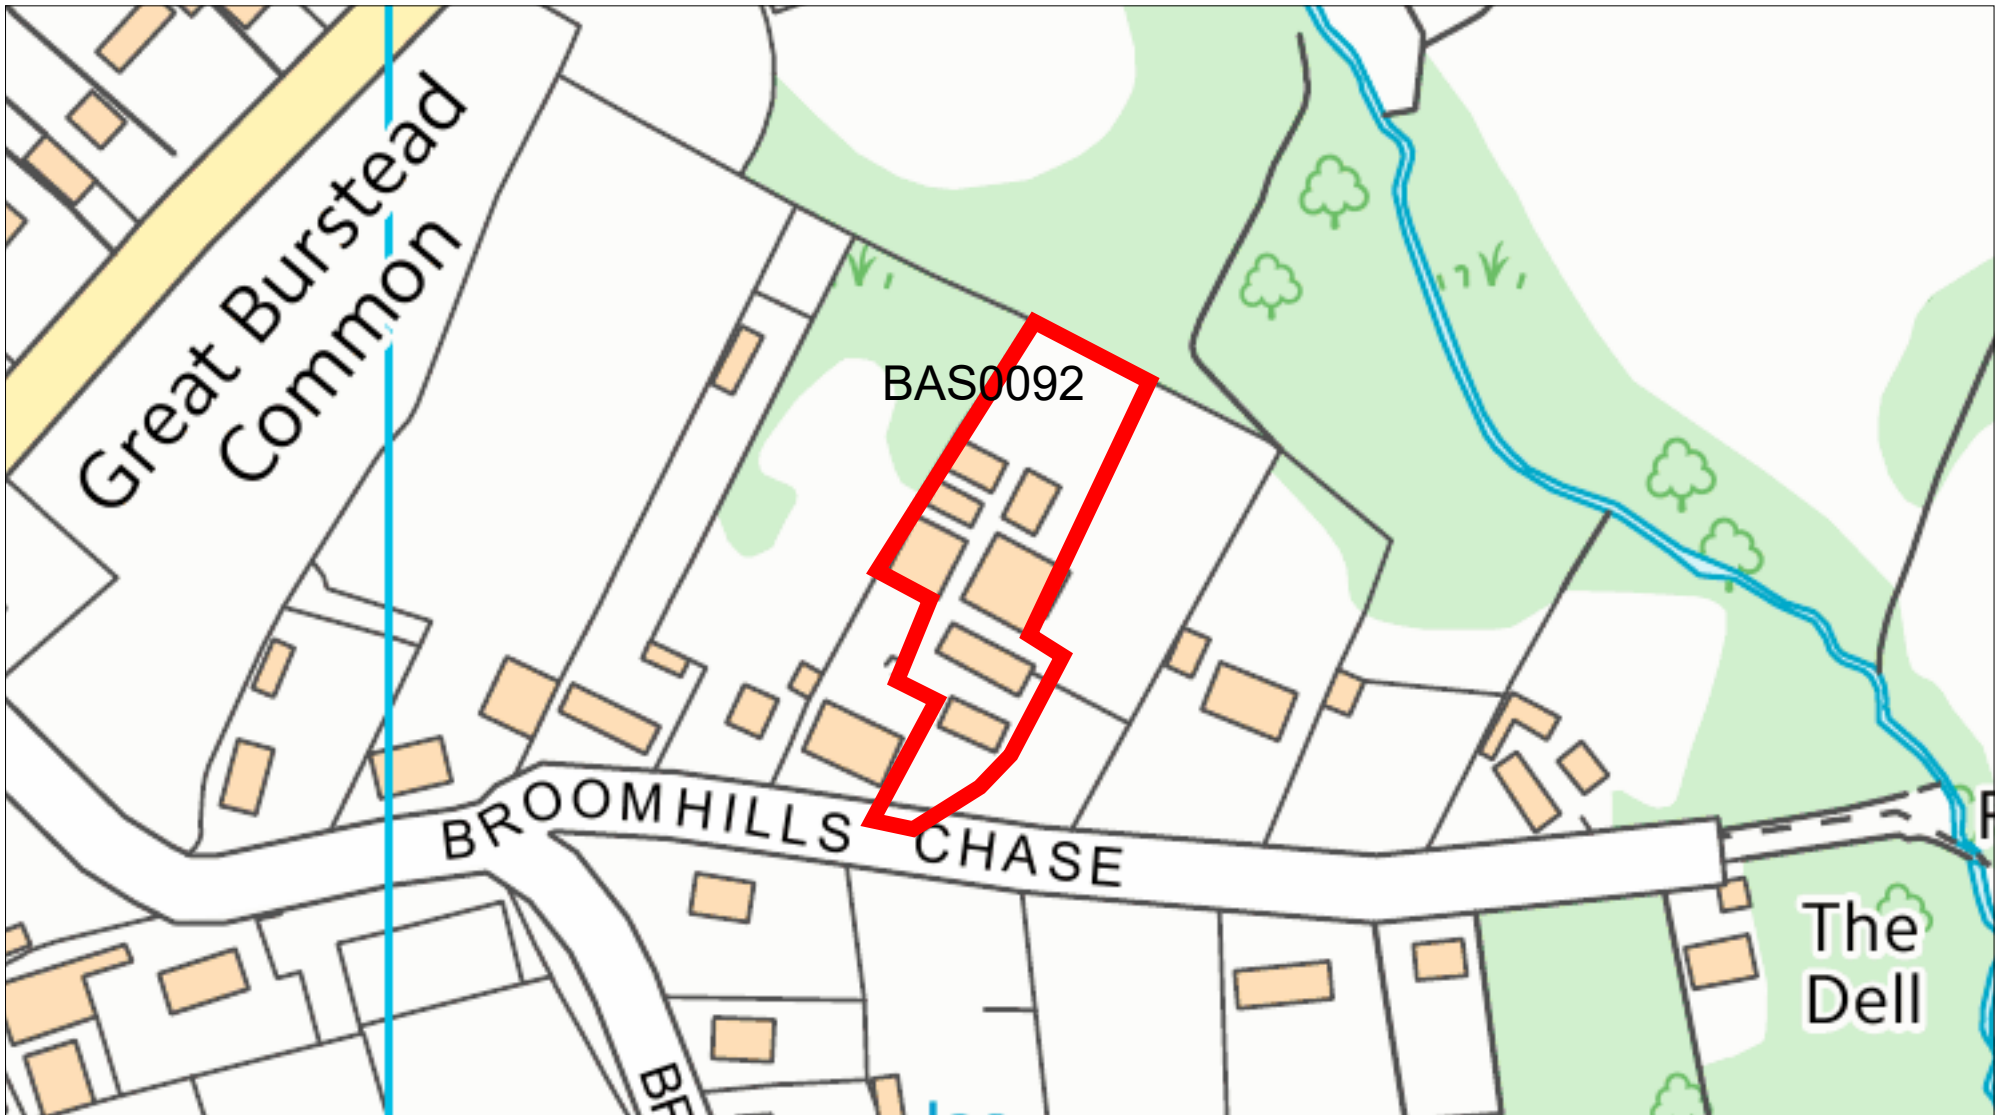 Great Burstead
Common
BAS0092
BROOMHILLS CHASE
The
Dell